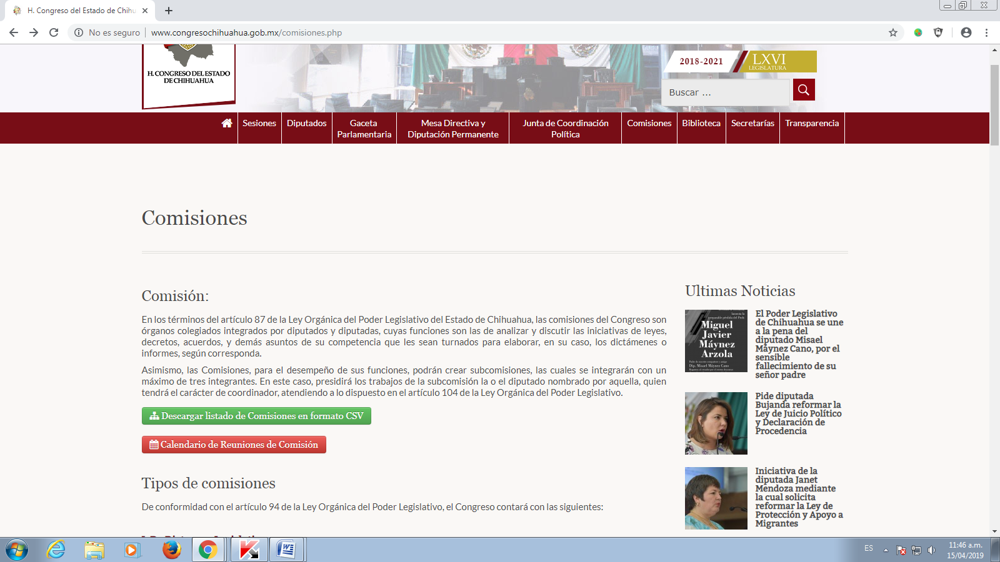 H. Congreso del Estado de Chihu
No es seguro
www.congresochihuahua.gob.mx/comisiones.php
H. CONGRESO DEL ESTADO
DE CHIHUAHUA
2018-2021
LXVI
LEGISLATURA
Buscar ...
Sesiones
Diputados
Gaceta
Parlamentaria
Mesa Directiva y
Diputación Permanente
Junta de Coordinación
Política
Comisiones
Biblioteca
Secretarías
Transparencia
Comisiones
Comisión:
En los términos del artículo 87 de la Ley Orgánica del Poder Legislativo del Estado de Chihuahua, las comisiones del Congreso son
órganos colegiados integrados por diputados y diputadas, cuyas funciones son las de analizar y discutir las iniciativas de leyes,
decretos, acuerdos, y demás asuntos de su competencia que les sean turnados para elaborar, en su caso, los dictámenes o
informes, según corresponda.
Asimismo, las Comisiones, para el desempeño de sus funciones, podrán crear subcomisiones, las cuales se integrarán con un
máximo de tres integrantes. En este caso, presidirá los trabajos de la subcomisión la o el diputado nombrado por aquella, quien
tendrá el carácter de coordinador, atendiendo a lo dispuesto en el artículo 104 de la Ley Orgánica del Poder Legislativo.
Descargar listado de Comisiones en formato CSV
Calendario de Reuniones de Comisión
Tipos de comisiones
De conformidad con el artículo 94 de la Ley Orgánica del Poder Legislativo, el Congreso contará con las siguientes:
Ultimas Noticias
Miguel
Javier
Máynez
Arzola
Dip. Misael Máynez Cano
El Poder Legislativo
de Chihuahua se une
a la pena del
diputado Misael
Máynez Cano, por el
sensible
fallecimiento de su
señor padre
Pide diputada
Bujanda reformar la
Ley de Juicio Político
y Declaración de
Procedencia
Iniciativa de la
diputada Janet
Mendoza mediante
la cual solicita
reformar la Ley de
Protección y Apoyo a
Migrantes
ES
11:46 a.m.
15/04/2019